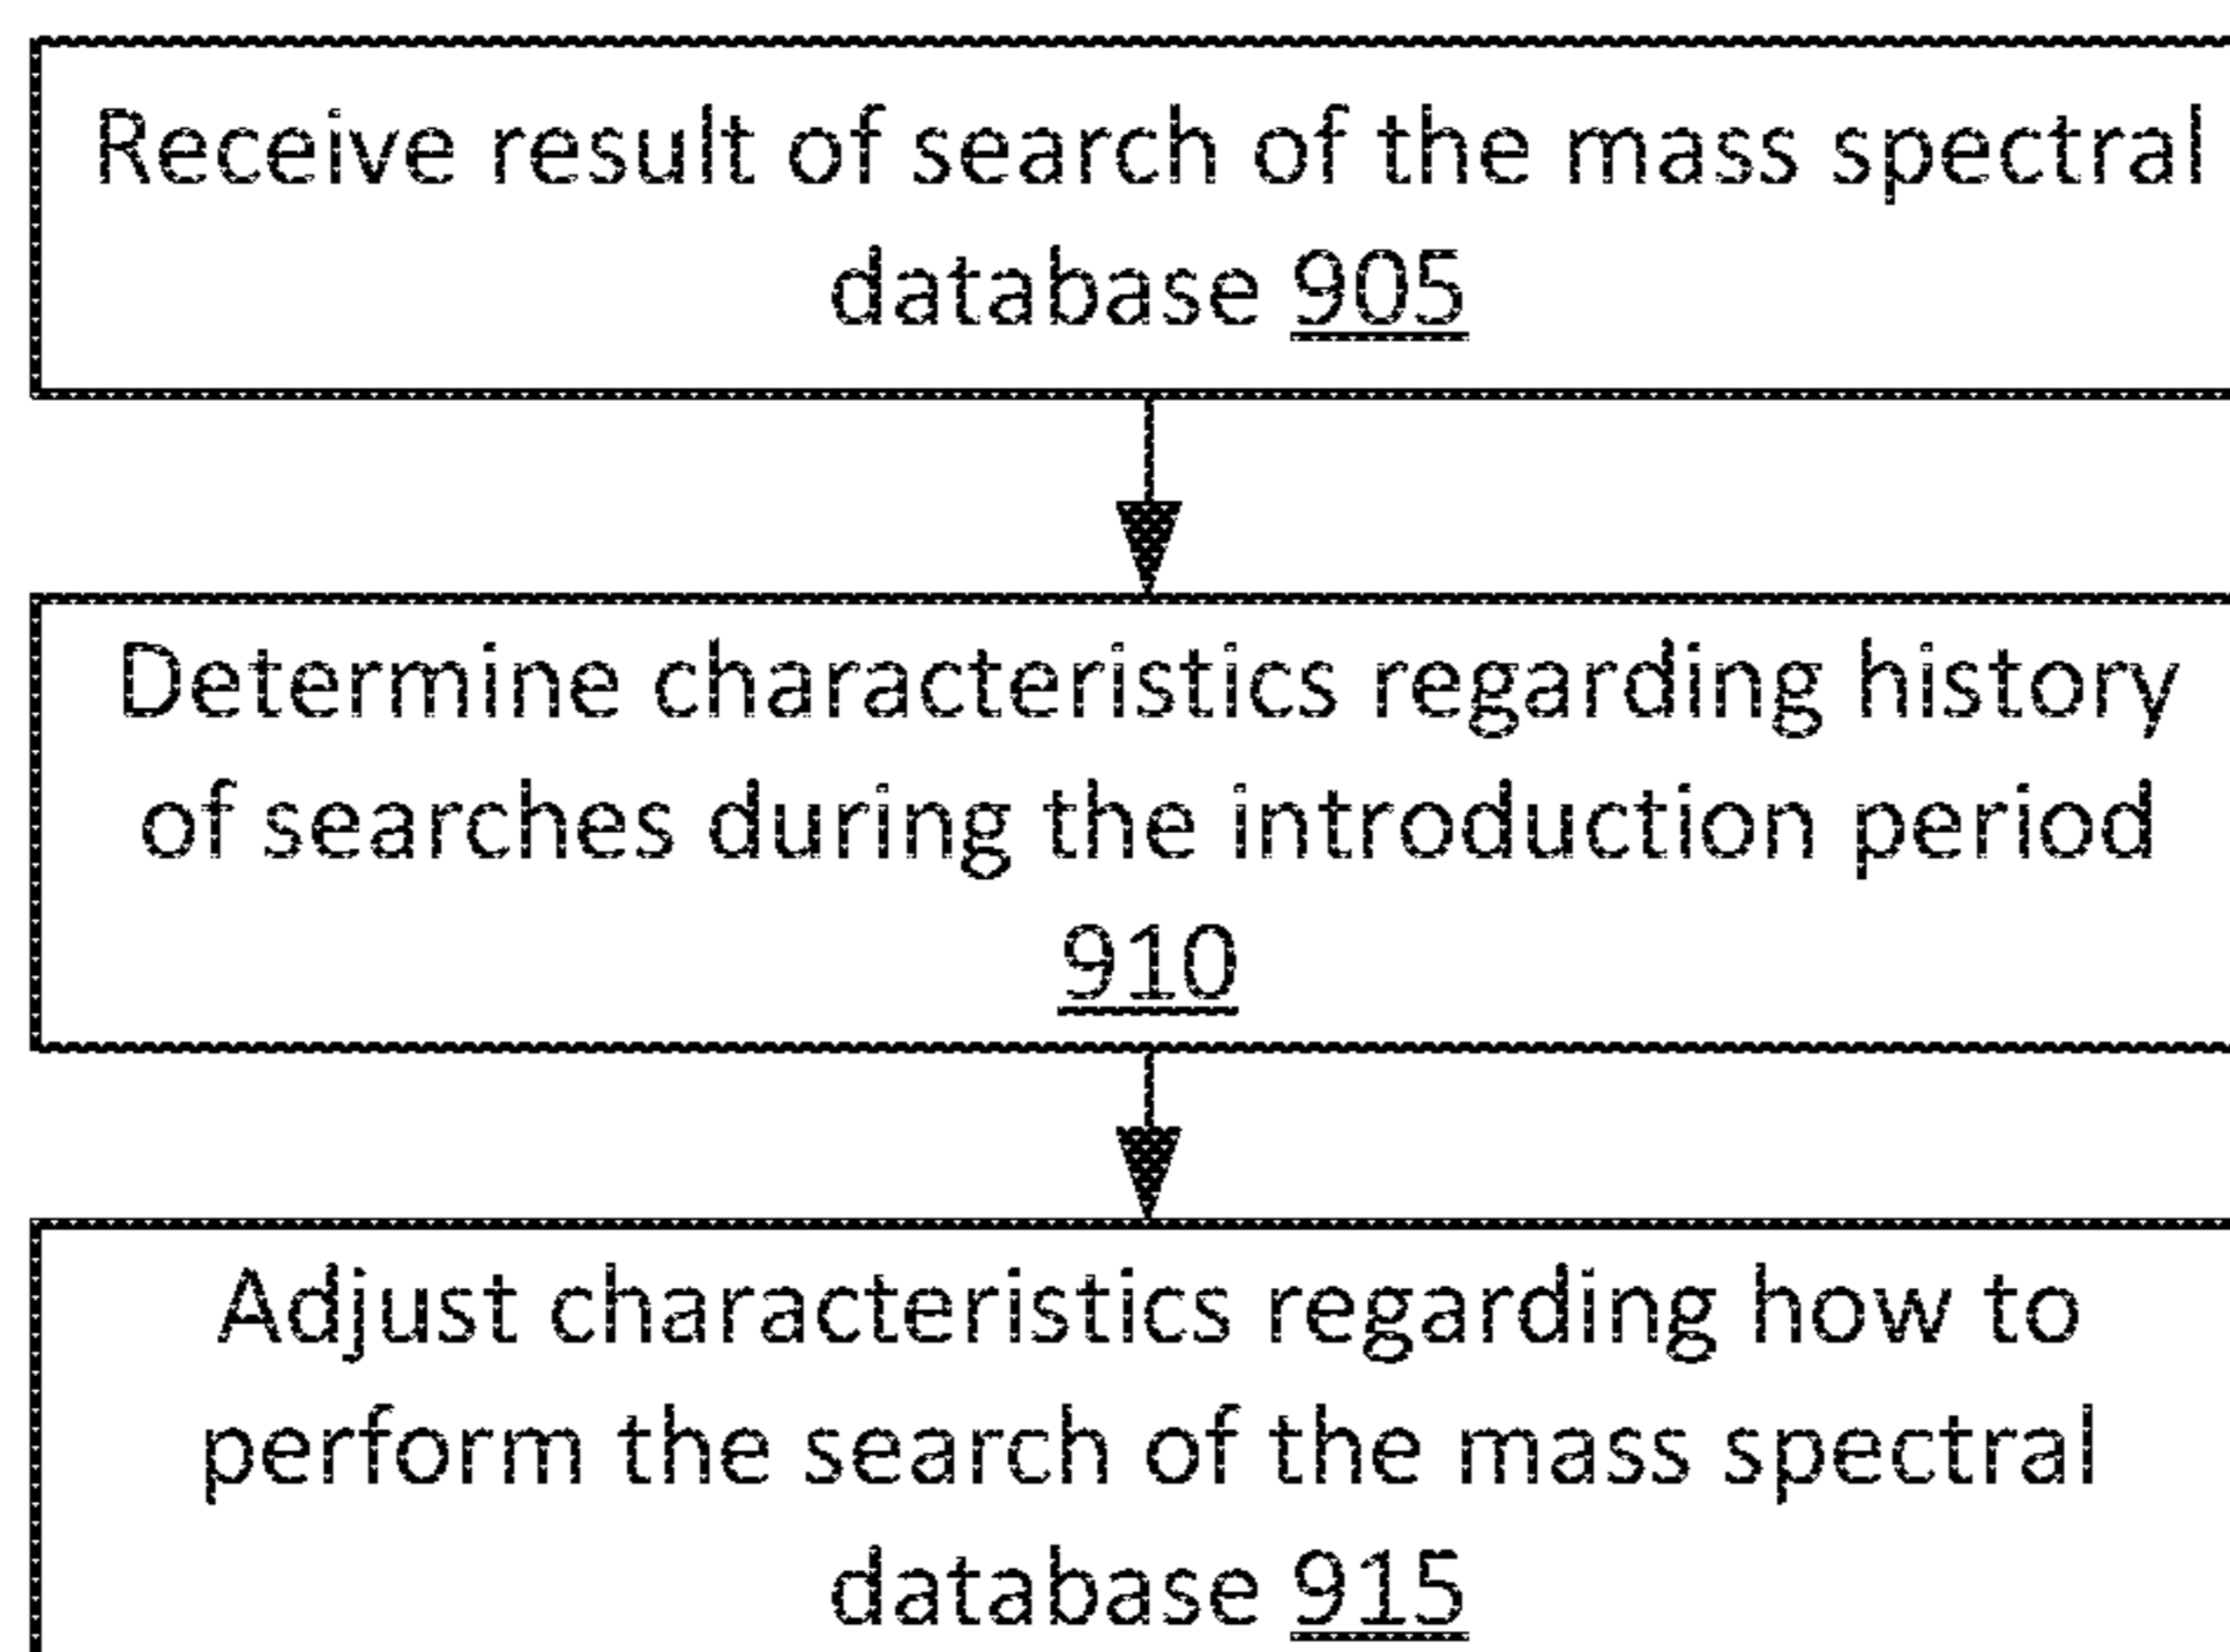 Receive result of search of the mass spectral
database 905
Determine characteristics regarding history
of searches during the introduction period
910
Adjust characteristics regarding how to
perform the search of the mass spectral
database 915